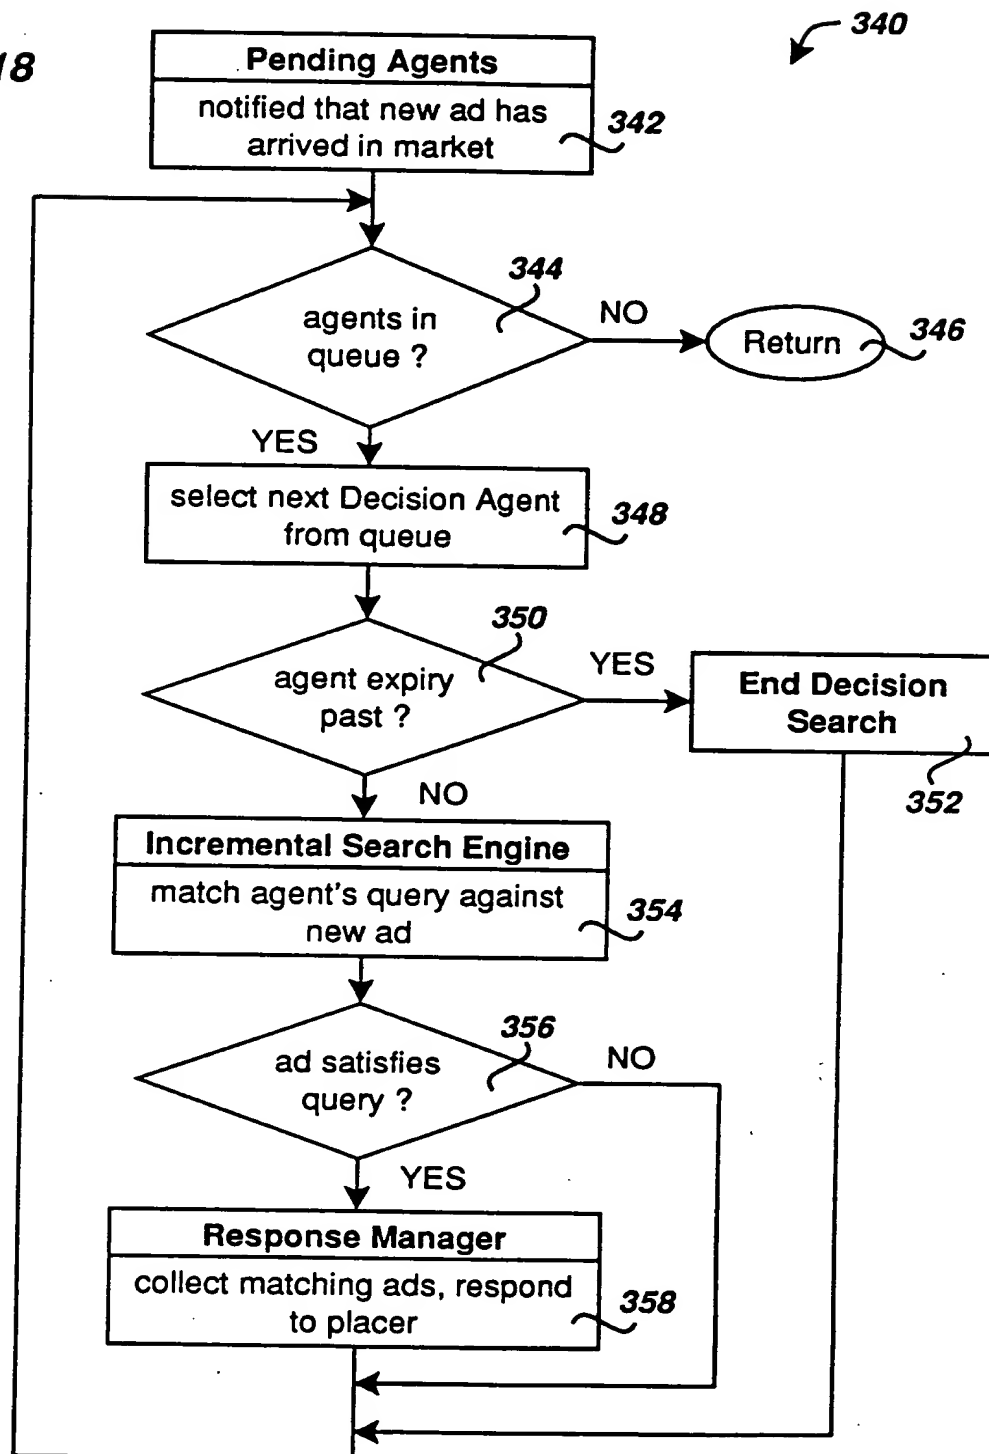 18
340
Pending Agents
notified that new ad has
arrived in market
342
344
agents in
queue ?
NO
Return
346
YES
select next Decision Agent
from queue
348
350
agent expiry
past ?
YES
End Decision
Search
352
NO
Incremental Search Engine
match agent's query against
new ad
354
356
ad satisfies
query ?
NO
YES
Response Manager
collect matching ads, respond
to placer
358